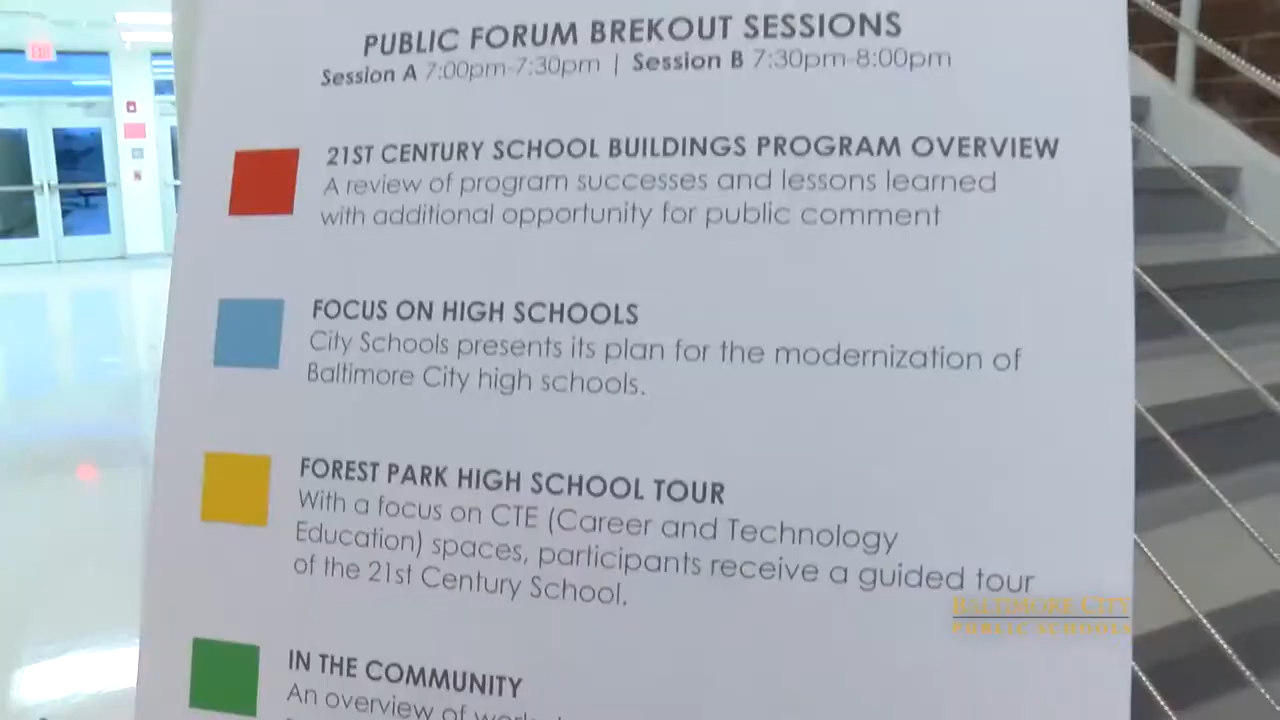 EXIT
PUBLIC FORUM BREKOUT SESSIONS
Session A 7:00pm-7:30pm | Session B 7:30pm-8:00pm
21ST CENTURY SCHOOL BUILDINGS PROGRAM OVERVIEW
A review of program successes and lessons learned
with additional opportunity for public comment
FOCUS ON HIGH SCHOOLS
City Schools presents its plan for the modernization of
Baltimore City high schools.
FOREST PARK HIGH SCHOOL TOUR
With a focus on CTE (Career and Technology
Education) spaces, participants receive a guided tour
of the 21st Century School.
BALTIMORE CITY
PUBLIC SCHOOLS
IN THE COMMUNITY
An overview of